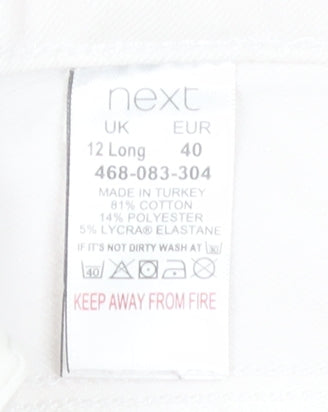 next
UK EUR
12 Long 40
468-083-304
MADE IN TURKEY
81% COTTON
14% POLYESTER
5% LYCRA® ELASTANE
IF IT'S NOT DIRTY WASH AT 30
40
KEEP AWAY FROM FIRE